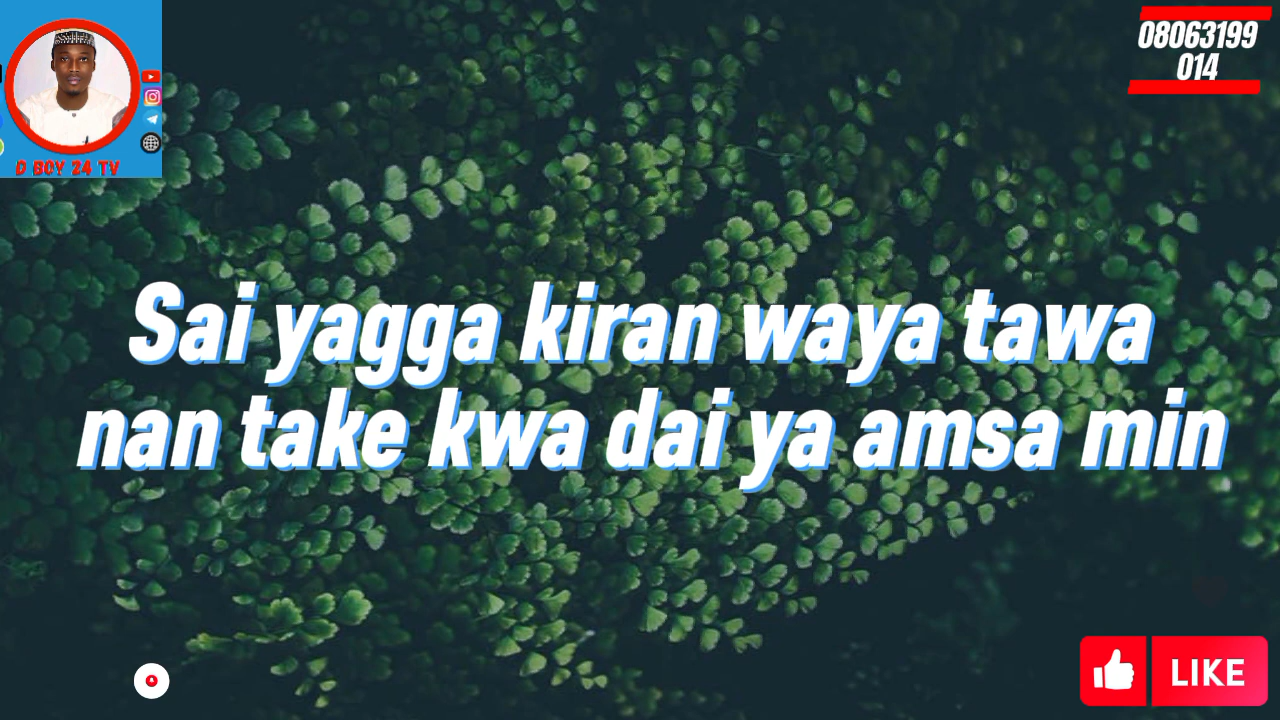 D BOY 24 TV
08063199
014
Sai yagga kiran waya tawa
nan take kwa dai ya amsa min
LIKE